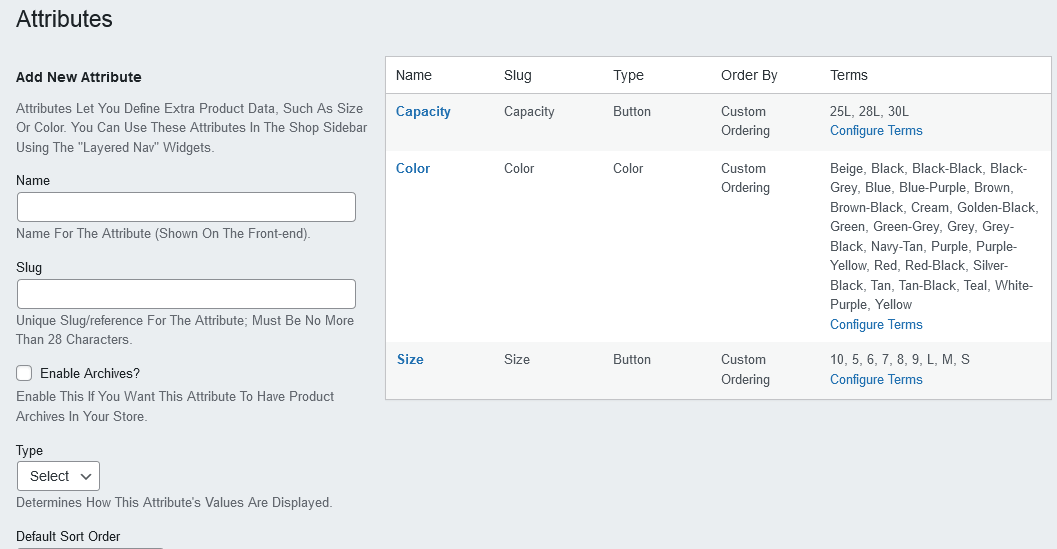 Attributes
Add New Attribute
Attributes Let You Define Extra Product Data, Such As Size
Or Color. You Can Use These Attributes In The Shop Sidebar
Using The "Layered Nav" Widgets.
Name
Name For The Attribute (Shown On The Front-end).
Slug
Unique Slug/reference For The Attribute; Must Be No More
Than 28 Characters.
Enable Archives?
Enable This If You Want This Attribute To Have Product
Archives In Your Store.
Type
Select
Determines How This Attribute's Values Are Displayed.
Default Sort Order
Name Slug Type Order By Terms
Capacity Capacity Button Custom 25L, 28L, 30L
Ordering Configure Terms
Color Color Color Custom Beige, Black, Black-Black, Black-
Ordering Grey, Blue, Blue-Purple, Brown,
Brown-Black, Cream, Golden-Black,
Green, Green-Grey, Grey, Grey-
Black, Navy-Tan, Purple, Purple-
Yellow, Red, Red-Black, Silver-
Black, Tan, Tan-Black, Teal, White-
Purple, Yellow
Configure Terms
Size Size Button Custom 10, 5, 6, 7, 8, 9, L, M, S
Ordering Configure Terms